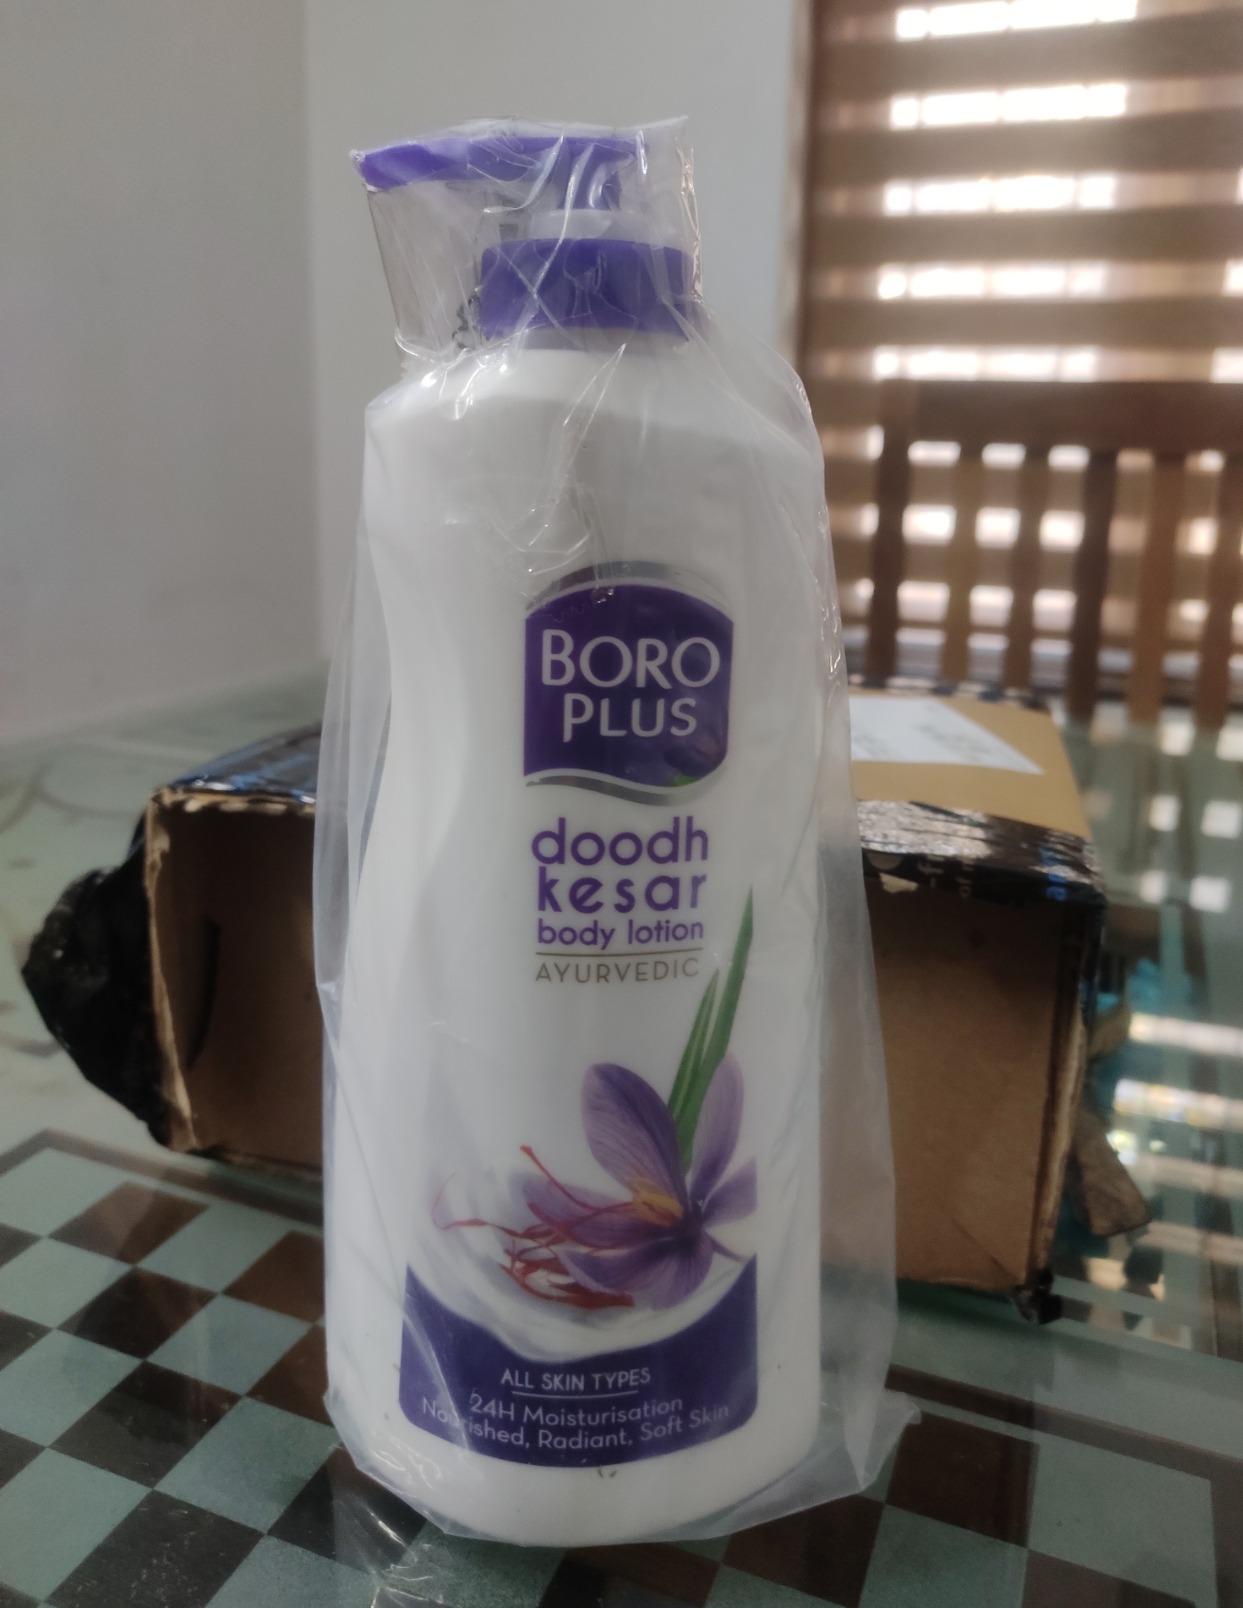 BORO
PLUS
doodh
kesar
body lotion
AYURVEDIC
ALL SKIN TYPES
24H Moisturisation
Nourished, Radiant, Soft Skin